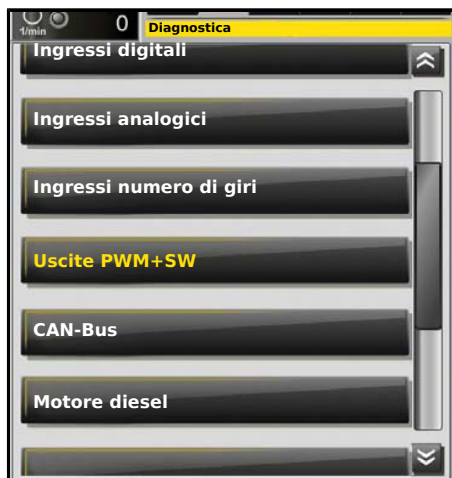 1/min 0 Diagnostica
Ingressi digitali
Ingressi analogici
Ingressi numero di giri
Uscite PWM+SW
CAN-Bus
Motore diesel